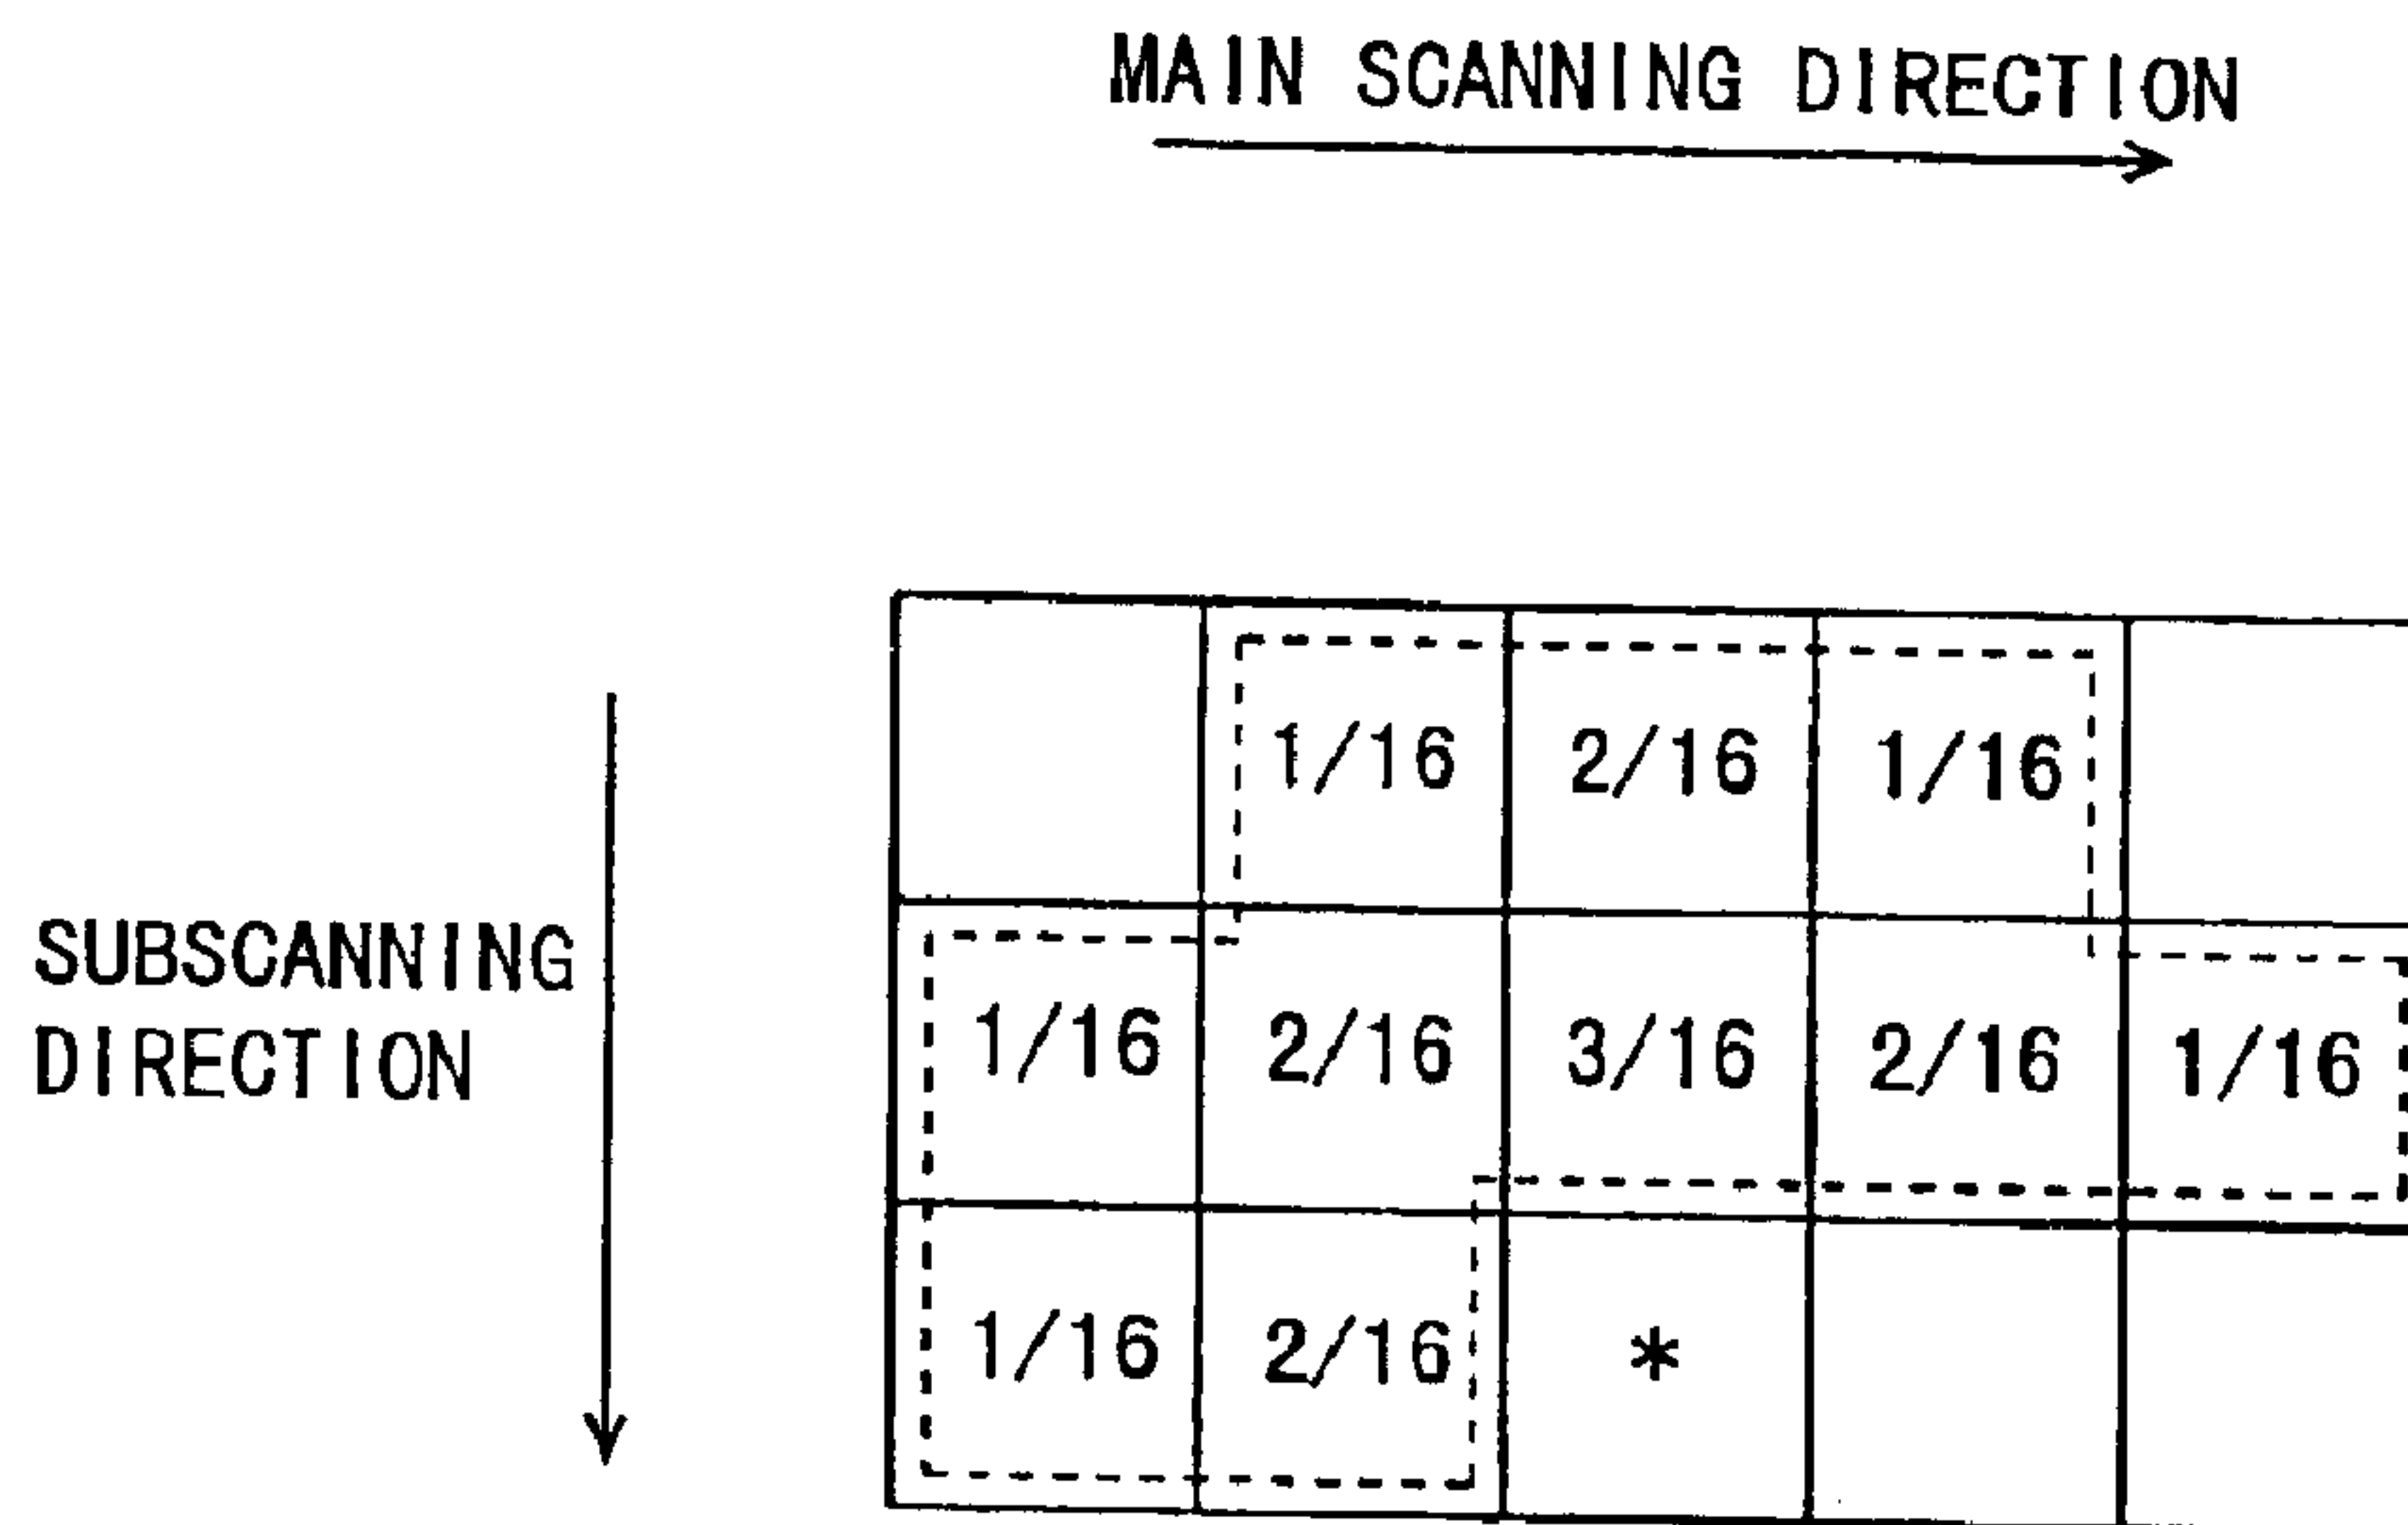 MAIN SCANNING DIRECTION
1/16 2/16 1/16
SUBSCANNING
DIRECTION
1/16 2/16 3/16 2/16 1/16
1/16 2/16 *